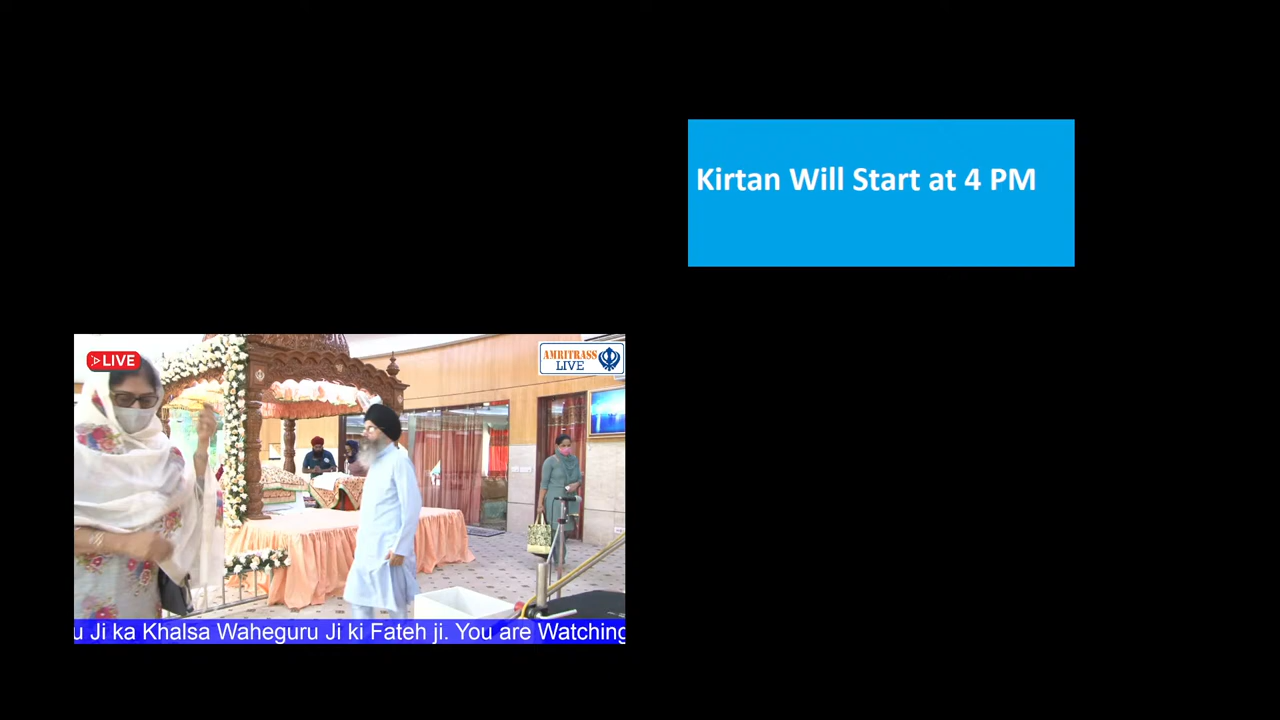 Kirtan Will Start at 4 PM
LIVE
AMRITRASS
LIVE
u Ji ka Khalsa Waheguru Ji ki Fateh ji. You are Watching